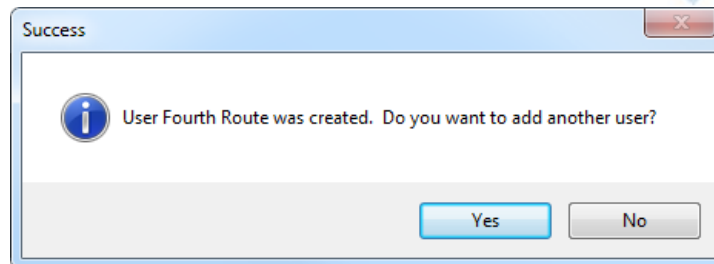 Success
User Fourth Route was created.  Do you want to add another user?
Yes
No